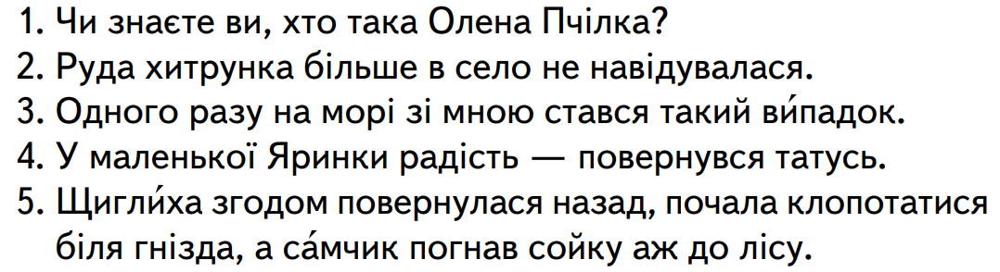 1. Чи знаєте ви, хто така Олена Пчілка?
2. Руда хитрунка більше в село не навідувалася.
3. Одного разу на морі зі мною стався такий ви́падок.
4. У маленької Яринки радість — повернувся татусь.
5. Щигли́ха згодом повернулася назад, почала клопотатися
біля гнізда, а са́мчик погнав сойку аж до лісу.